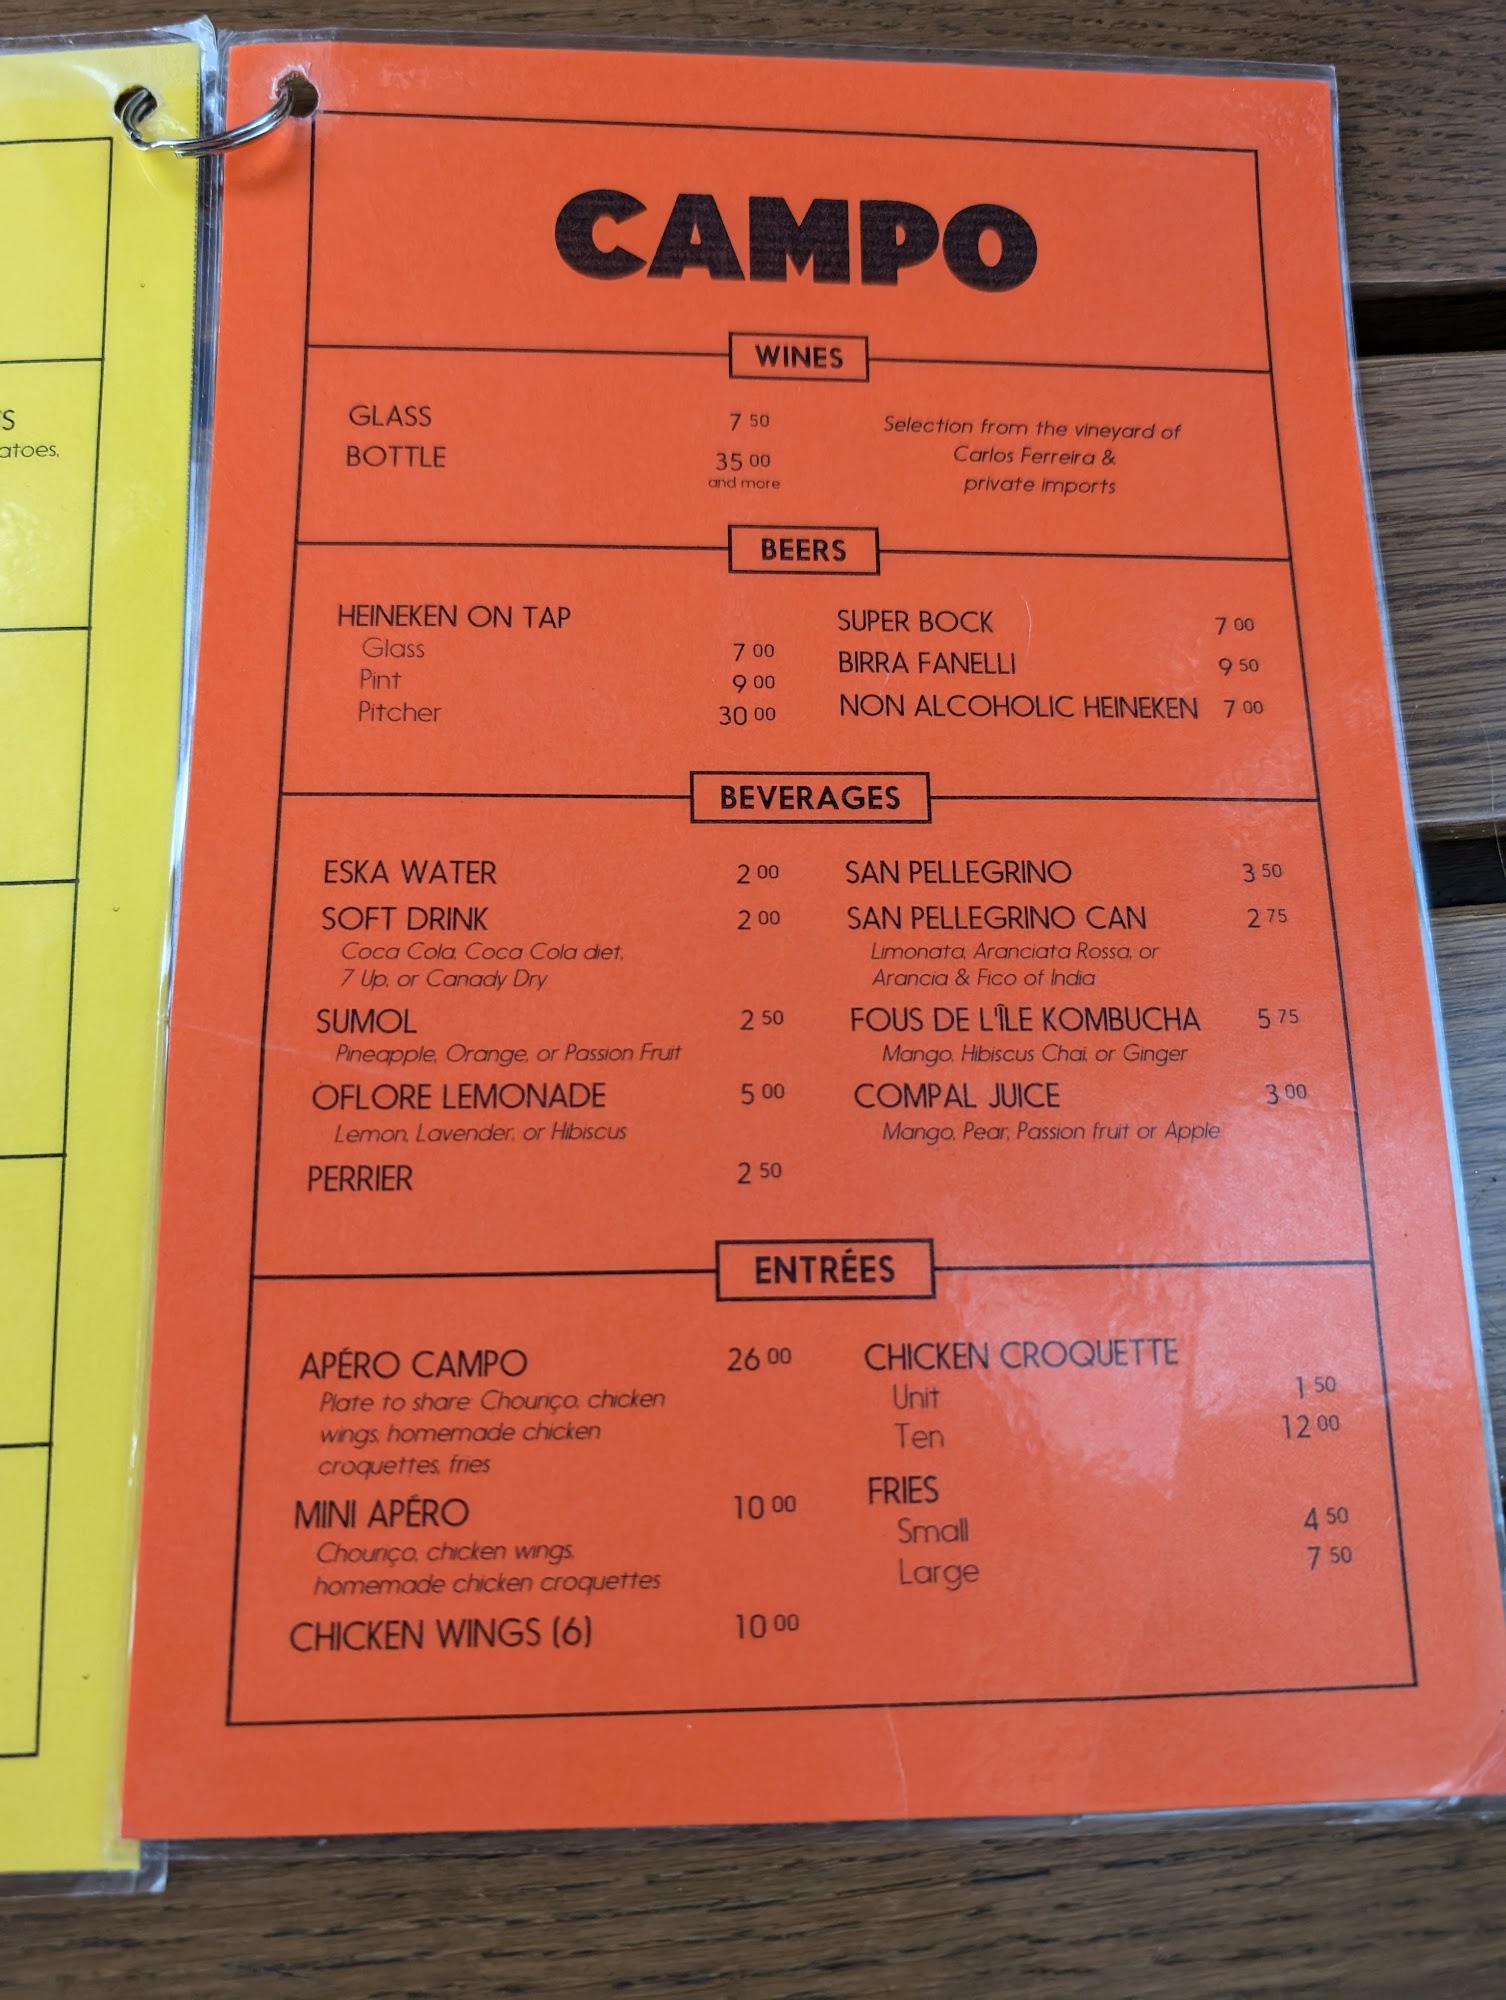 TS
atoes,
CAMPO
WINES
GLASS 7 50
BOTTLE 35 00
and more
Selection from the vineyard of
Carlos Ferreira &
private imports
BEERS
HEINEKEN ON TAP
Glass 7 00
Pint 9 00
Pitcher 30 00
SUPER BOCK 7 00
BIRRA FANELLI 9 50
NON ALCOHOLIC HEINEKEN 7 00
BEVERAGES
ESKA WATER 2 00
SOFT DRINK 2 00
Coca Cola, Coca Cola diet,
7 Up, or Canady Dry
SUMOL 2 50
Pineapple, Orange, or Passion Fruit
OFLORE LEMONADE 5 00
Lemon, Lavender, or Hibiscus
PERRIER 2 50
SAN PELLEGRINO 3 50
SAN PELLEGRINO CAN 2 75
Limonata, Aranciata Rossa, or
Arancia & Fico of India
FOUS DE L'ÎLE KOMBUCHA 5 75
Mango, Hibiscus Chai, or Ginger
COMPAL JUICE 3 00
Mango, Pear, Passion fruit or Apple
ENTRÉES
APÉRO CAMPO 26 00
Plate to share Chouriço, chicken
wings, homemade chicken
croquettes, fries
MINI APÉRO 10 00
Chouriço, chicken wings,
homemade chicken croquettes
CHICKEN WINGS (6) 10 00
CHICKEN CROQUETTE
Unit 1 50
Ten 12 00
FRIES
Small 4 50
Large 7 50